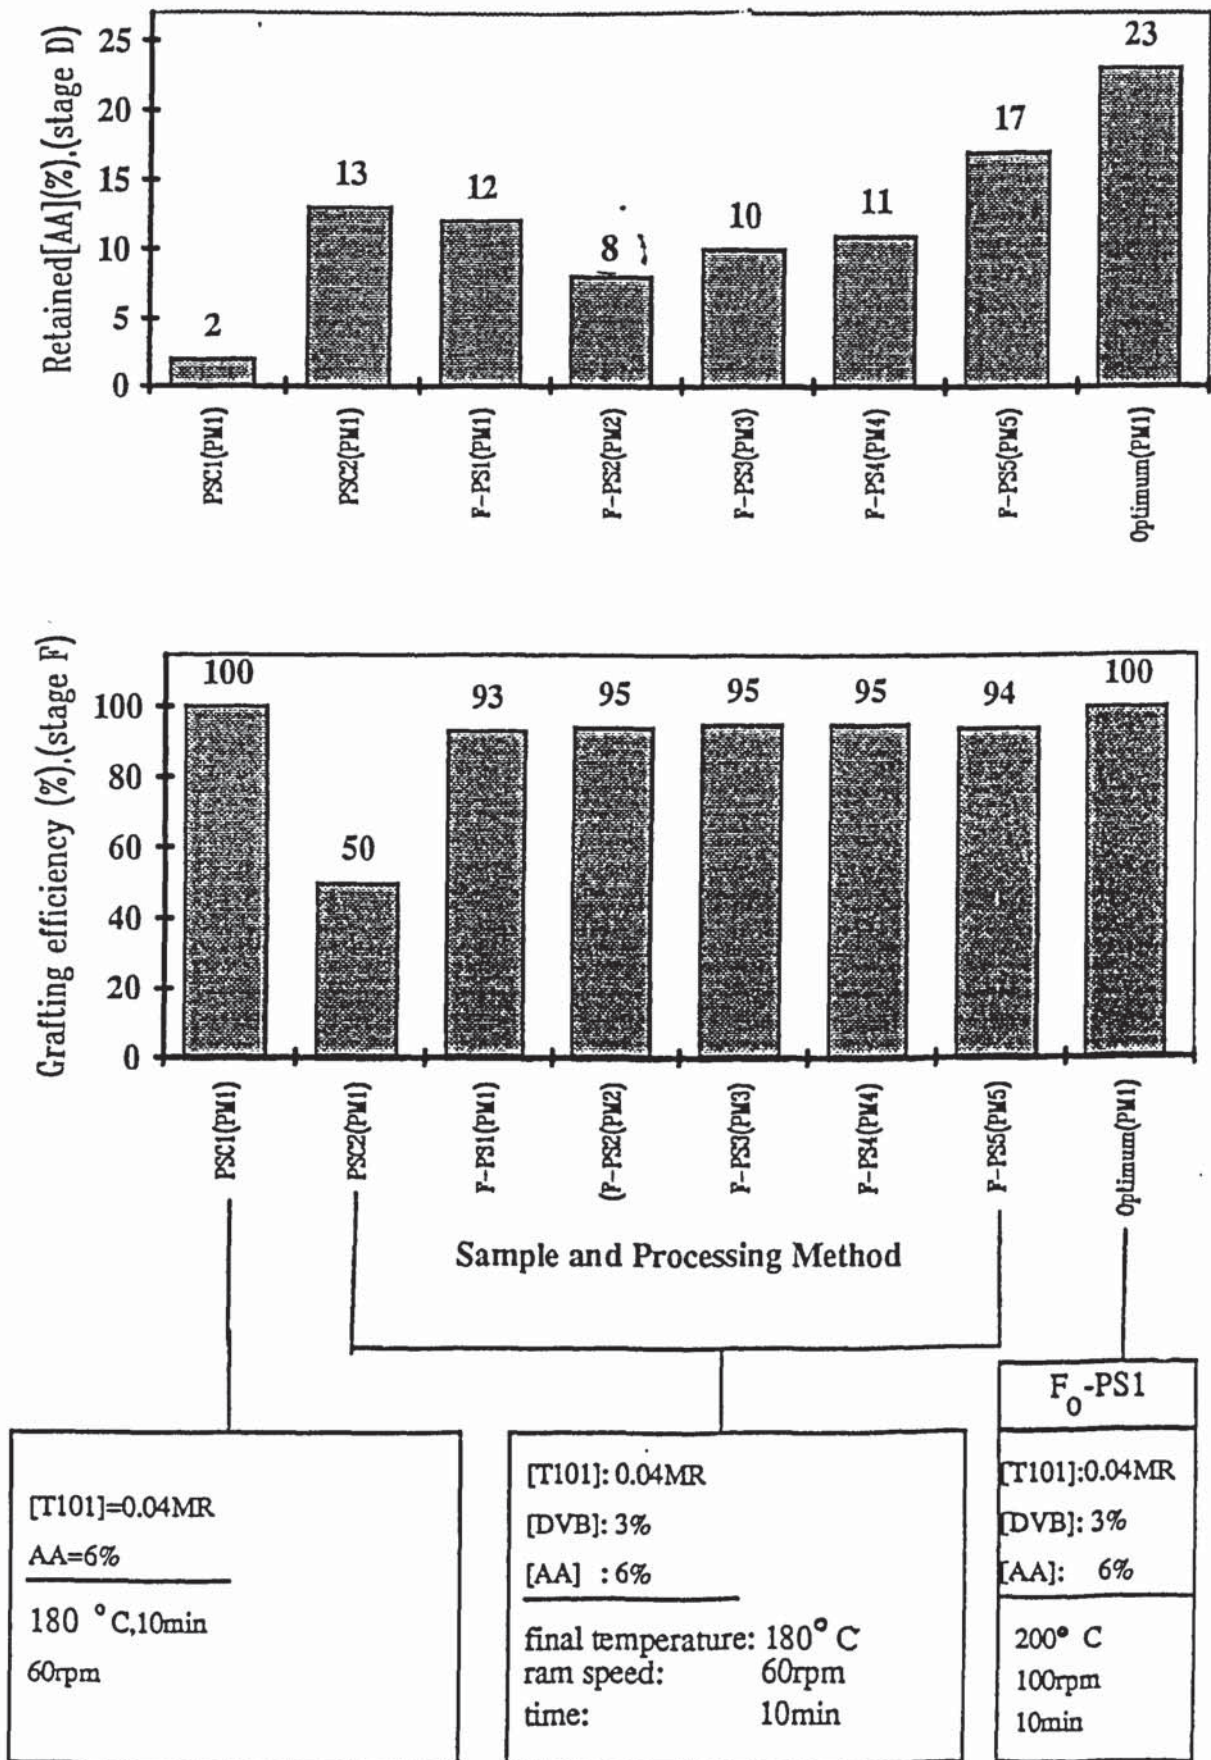 Retained[AA](%),(stage D)
25
20
15
10
5
0
2
13
12
8
10
11
17
23
PSC1(PM1)
PSC2(PM1)
F-PS1(PM1)
F-PS2(PM2)
F-PS3(PM3)
F-PS4(PM4)
F-PS5(PM5)
Optimum(PM1)
Grafting efficiency (%),(stage F)
100
80
60
40
20
0
100
50
93
95
95
95
94
100
PSC1(PM1)
PSC2(PM1)
F-PS1(PM1)
(F-PS2(PM2)
F-PS3(PM3)
F-PS4(PM4)
F-PS5(PM5)
Optimum(PM1)
Sample and Processing Method
[T101]=0.04MR
AA=6%
180 °C,10min
60rpm
[T101]: 0.04MR
[DVB]: 3%
[AA] : 6%
final temperature: 180° C
ram speed: 60rpm
time: 10min
F₀-PS1
[T101]:0.04MR
[DVB]: 3%
[AA]: 6%
200° C
100rpm
10min